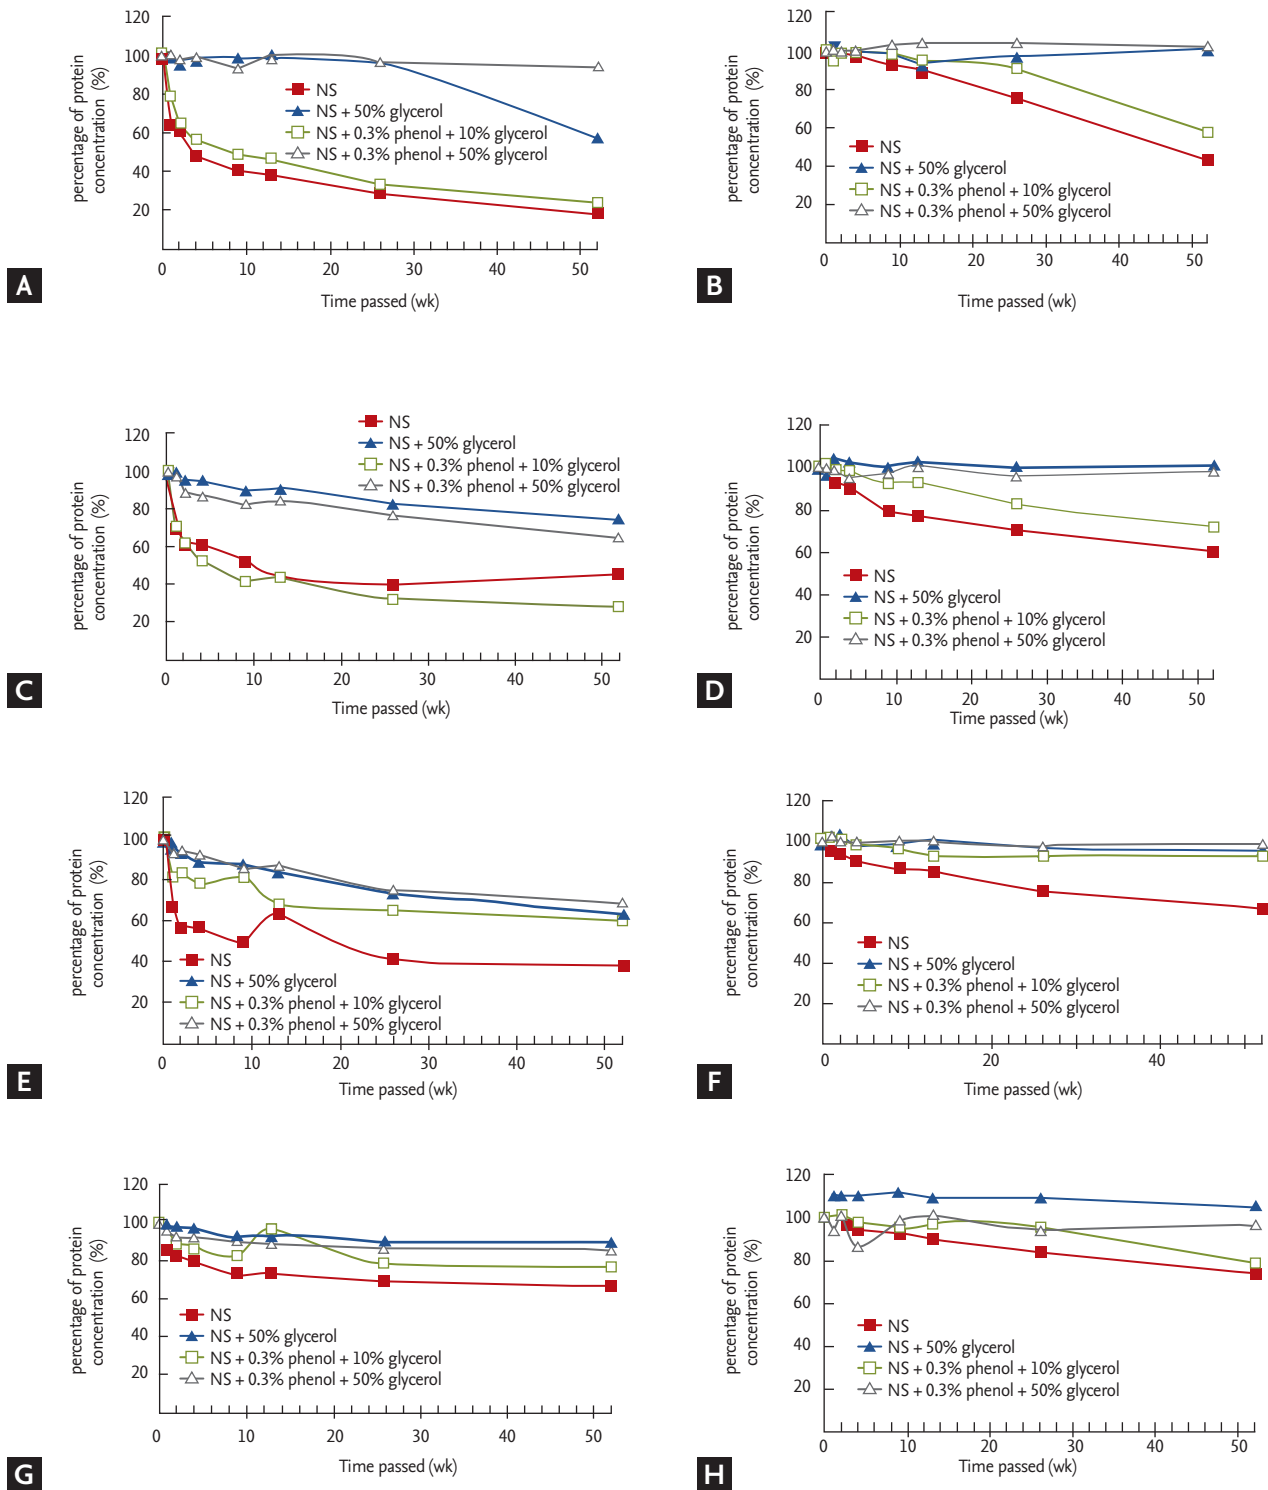 percentage of protein
concentration (%)
120
100
80
60
40
20
NS
NS + 50% glycerol
NS + 0.3% phenol + 10% glycerol
NS + 0.3% phenol + 50% glycerol
0 10 20 30 40 50
Time passed (wk)
A
percentage of protein
concentration (%)
120
100
80
60
40
20
NS
NS + 50% glycerol
NS + 0.3% phenol + 10% glycerol
NS + 0.3% phenol + 50% glycerol
0 10 20 30 40 50
Time passed (wk)
B
percentage of protein
concentration (%)
120
100
80
60
40
20
NS
NS + 50% glycerol
NS + 0.3% phenol + 10% glycerol
NS + 0.3% phenol + 50% glycerol
0 10 20 30 40 50
Time passed (wk)
C
percentage of protein
concentration (%)
120
100
80
60
40
20
NS
NS + 50% glycerol
NS + 0.3% phenol + 10% glycerol
NS + 0.3% phenol + 50% glycerol
0 10 20 30 40 50
Time passed (wk)
D
percentage of protein
concentration (%)
120
100
80
60
40
20
NS
NS + 50% glycerol
NS + 0.3% phenol + 10% glycerol
NS + 0.3% phenol + 50% glycerol
0 10 20 30 40 50
Time passed (wk)
E
percentage of protein
concentration (%)
120
100
80
60
40
20
NS
NS + 50% glycerol
NS + 0.3% phenol + 10% glycerol
NS + 0.3% phenol + 50% glycerol
0 20 40
Time passed (wk)
F
percentage of protein
concentration (%)
120
100
80
60
40
20
NS
NS + 50% glycerol
NS + 0.3% phenol + 10% glycerol
NS + 0.3% phenol + 50% glycerol
0 10 20 30 40 50
Time passed (wk)
G
percentage of protein
concentration (%)
120
100
80
60
40
20
NS
NS + 50% glycerol
NS + 0.3% phenol + 10% glycerol
NS + 0.3% phenol + 50% glycerol
0 10 20 30 40 50
Time passed (wk)
H